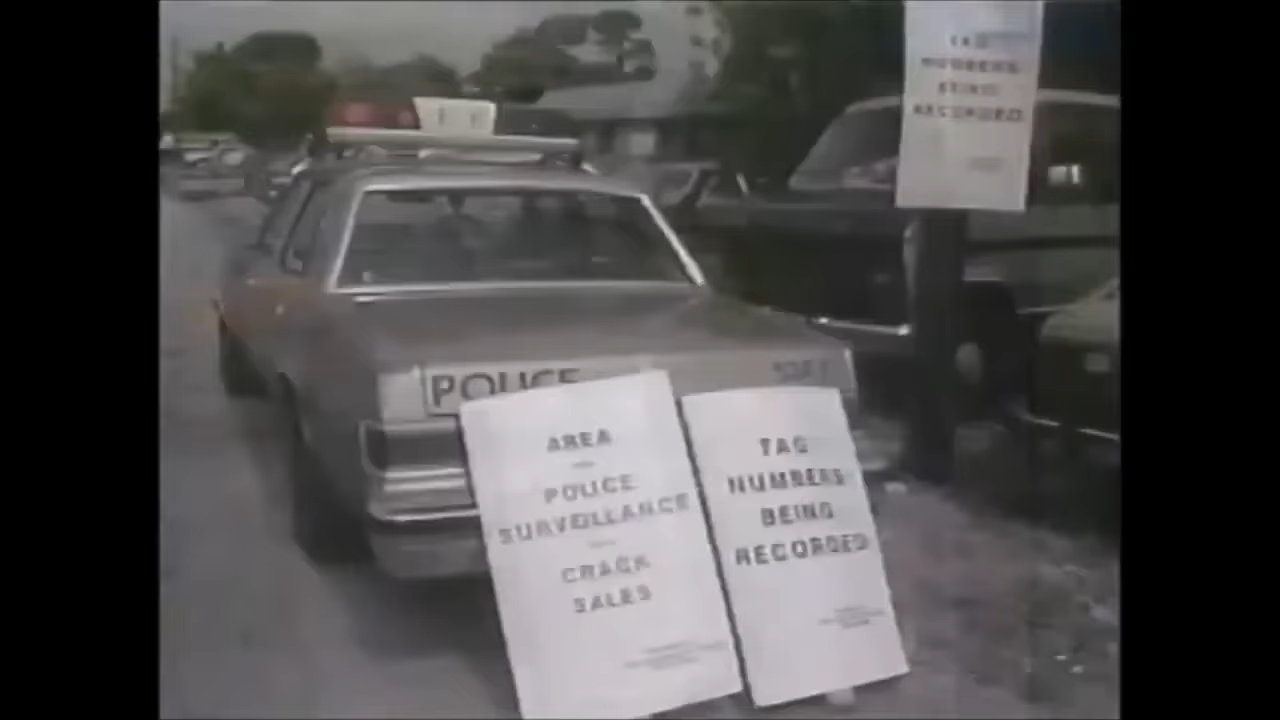 TAG
NUMBERS
BEING
RECORDED
POLICE
AREA
POLICE
SURVEILLANCE
CRACK
SALES
TAG
NUMBERS
BEING
RECORDED